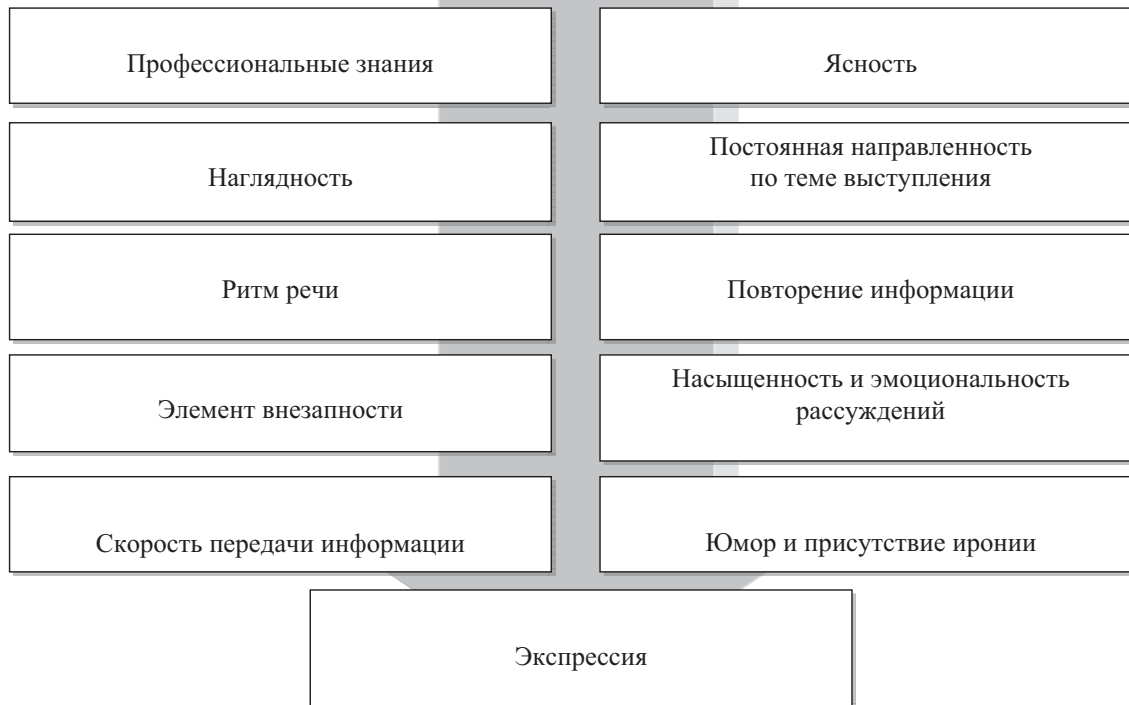 Профессиональные знания
Ясность
Наглядность
Постоянная направленность
по теме выступления
Ритм речи
Повторение информации
Элемент внезапности
Насыщенность и эмоциональность
рассуждений
Скорость передачи информации
Юмор и присутствие иронии
Экспрессия